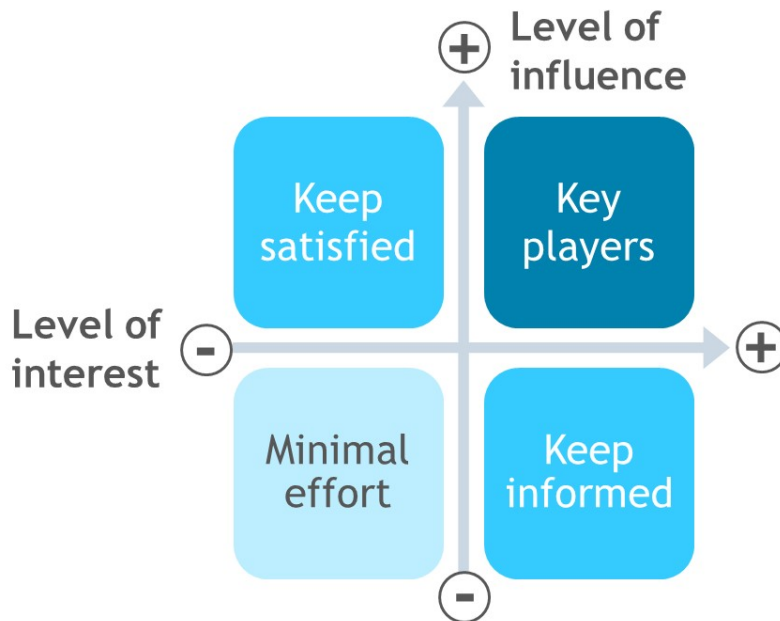 +
Level of
influence
Keep
satisfied
Key
players
Level of
interest
-
+
Minimal
effort
Keep
informed
-